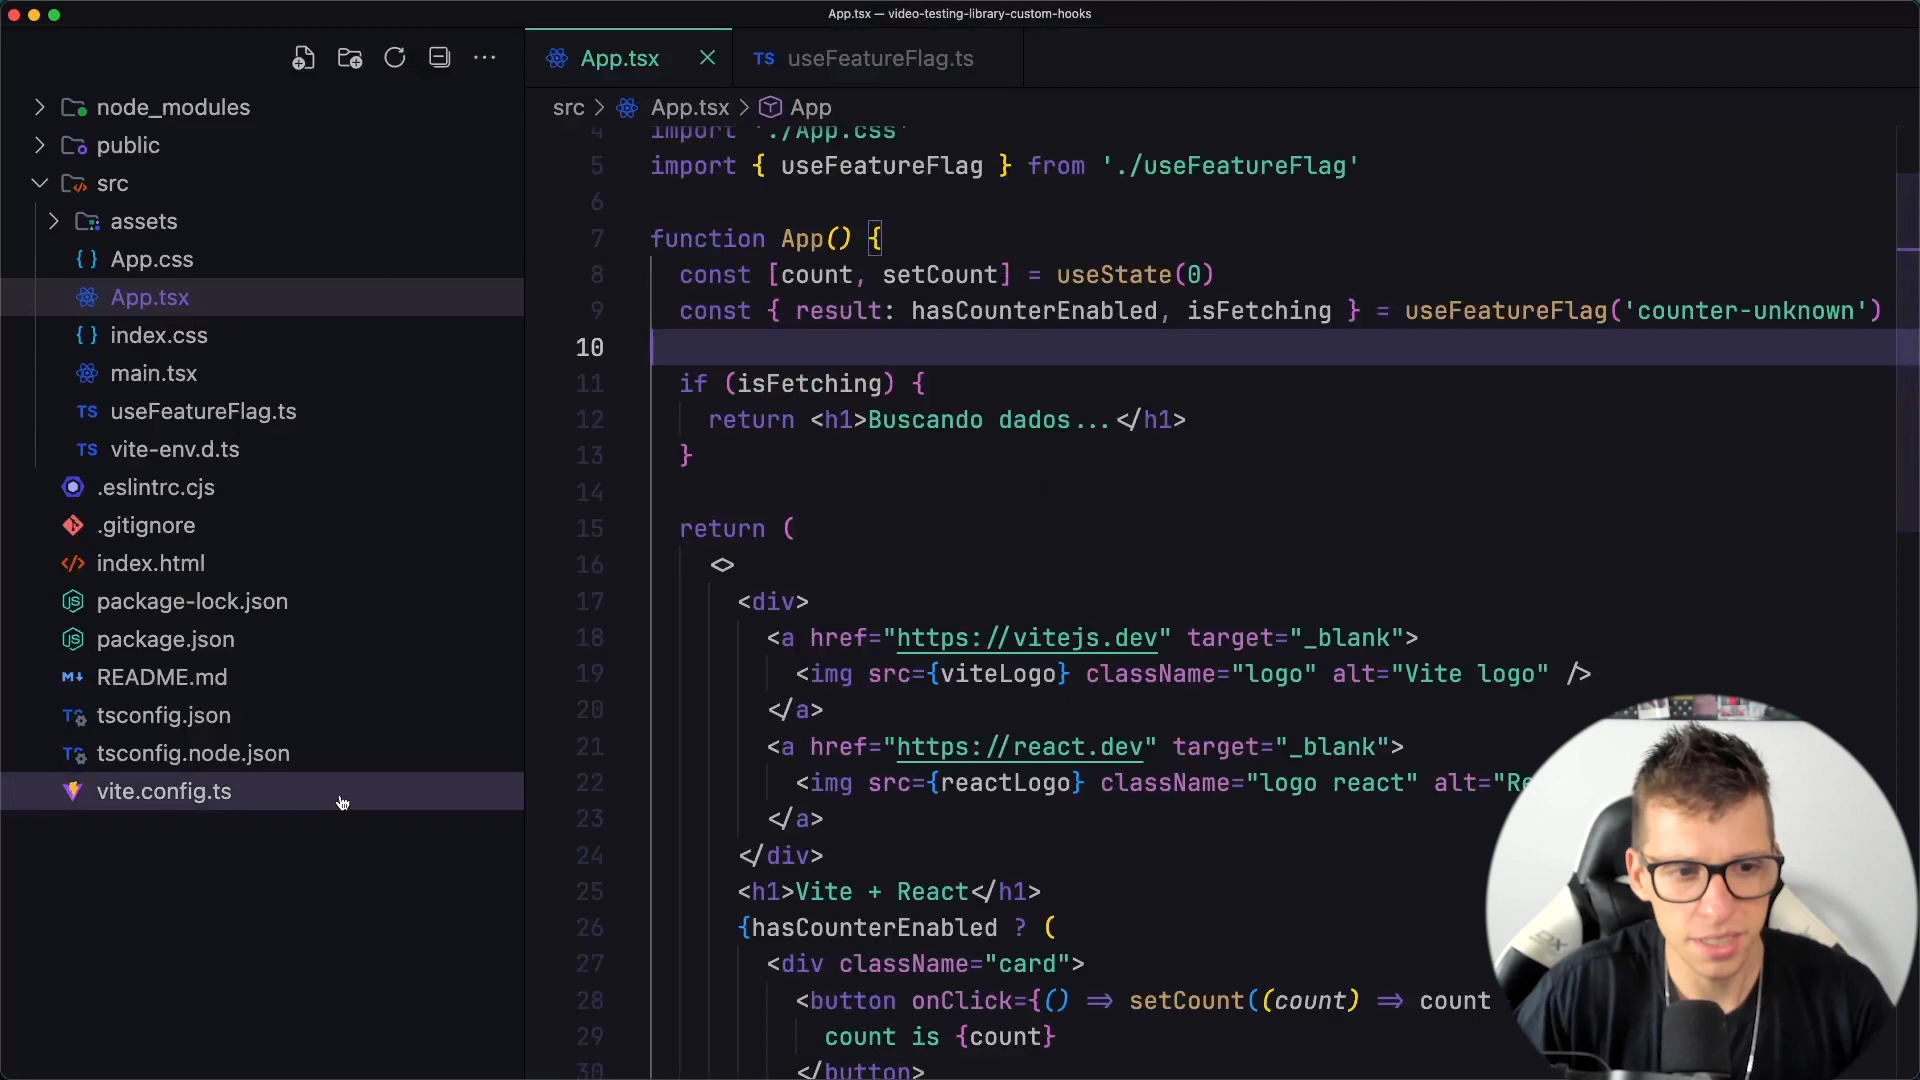 App.tsx — video-testing-library-custom-hooks
App.tsx
TS useFeatureFlag.ts
src > App.tsx > App
node_modules
public
src
assets
{ } App.css
App.tsx
{ } index.css
main.tsx
TS useFeatureFlag.ts
TS vite-env.d.ts
.eslintrc.cjs
.gitignore
index.html
package-lock.json
package.json
README.md
tsconfig.json
tsconfig.node.json
vite.config.ts
4 import './App.css'
5 import { useFeatureFlag } from './useFeatureFlag'
6
7 function App() {
8 const [count, setCount] = useState(0)
9 const { result: hasCounterEnabled, isFetching } = useFeatureFlag('counter-unknown')
10
11 if (isFetching) {
12 return <h1>Buscando dados...</h1>
13 }
14
15 return (
16 <>
17 <div>
18 <a href="https://vitejs.dev" target="_blank">
19 <img src={viteLogo} className="logo" alt="Vite logo" />
20 </a>
21 <a href="https://react.dev" target="_blank">
22 <img src={reactLogo} className="logo react" alt="Re
23 </a>
24 </div>
25 <h1>Vite + React</h1>
26 {hasCounterEnabled ? (
27 <div className="card">
28 <button onClick={() => setCount((count) => count
29 count is {count}
30 </button>